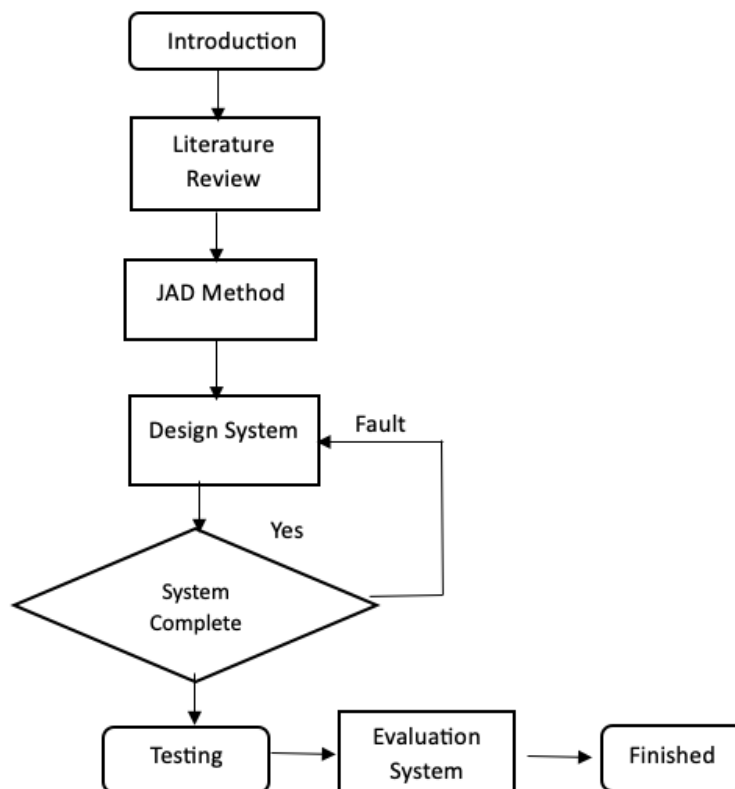 Introduction
Literature
Review
JAD Method
Design System
Fault
Yes
System
Complete
Testing
Evaluation
System
Finished